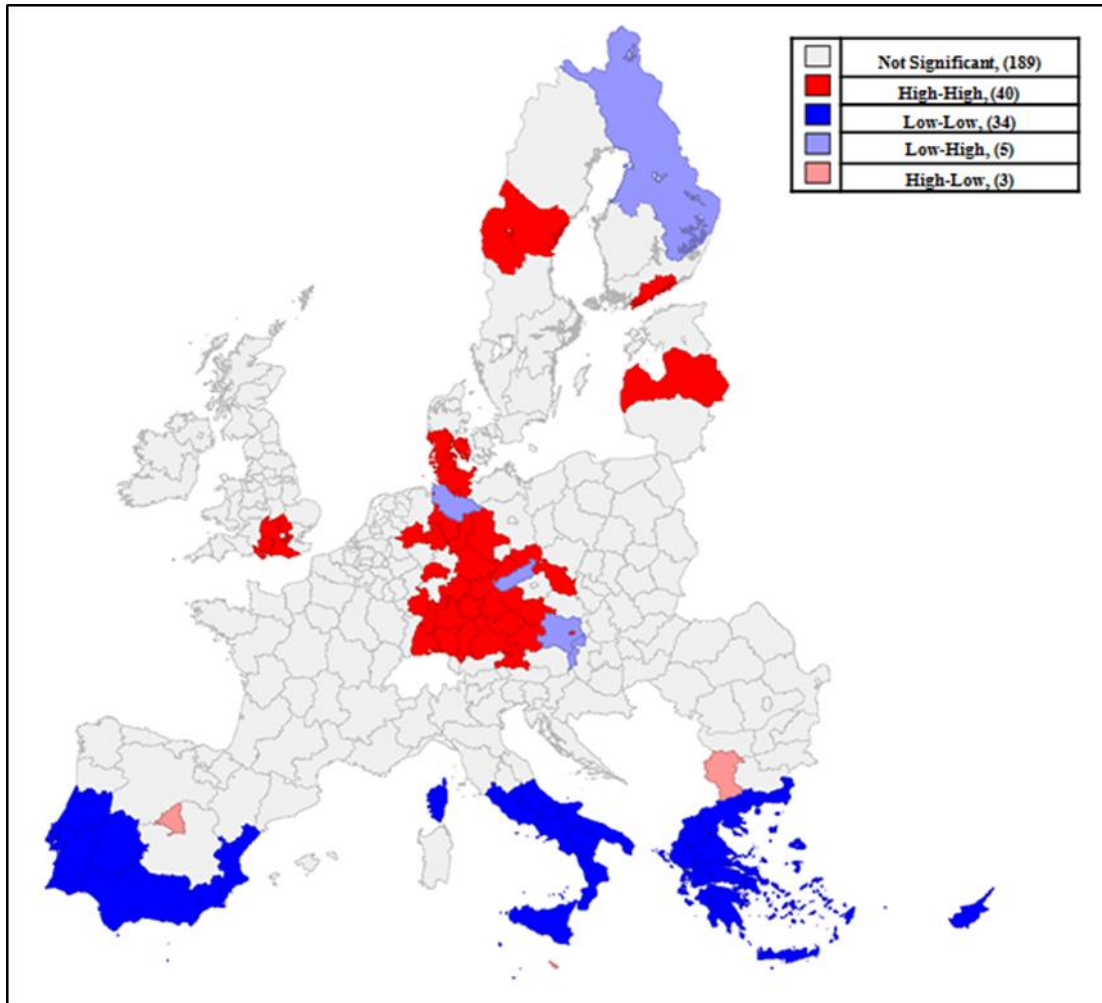 Not Significant, (189)
High-High, (40)
Low-Low, (34)
Low-High, (5)
High-Low, (3)